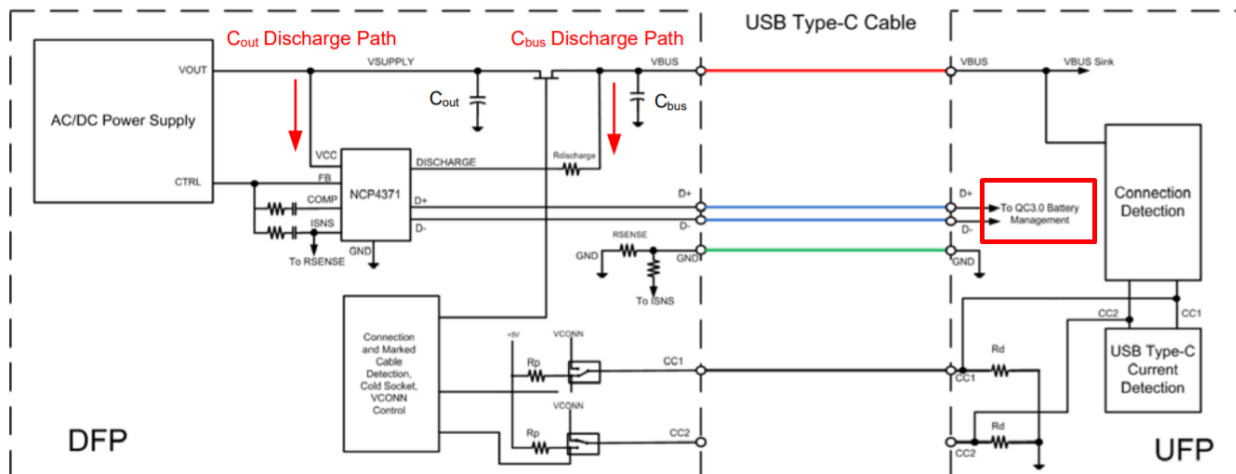 USB Type-C Cable
Cout Discharge Path
Cbus Discharge Path
VOUT
VSUPPLY
VBUS
VBUS
VBUS Sink
AC/DC Power Supply
Cout
Cbus
VCC
DISCHARGE
Rdischarge
CTRL
FB
NCP4371
COMP
D+
D+
D+
To QC3.0 Battery
Management
Connection
Detection
ISNS
D-
D-
D-
To RSENSE
GND
RSENSE
GND
GND
GND
To ISNS
CC2
CC1
Connection
and Marked
Cable
Detection,
Cold Socket,
VCONN
Control
+5V
VCONN
Rp
CC1
CC1
Rd
USB Type-C
Current
Detection
VCONN
Rp
CC2
CC2
Rd
DFP
UFP